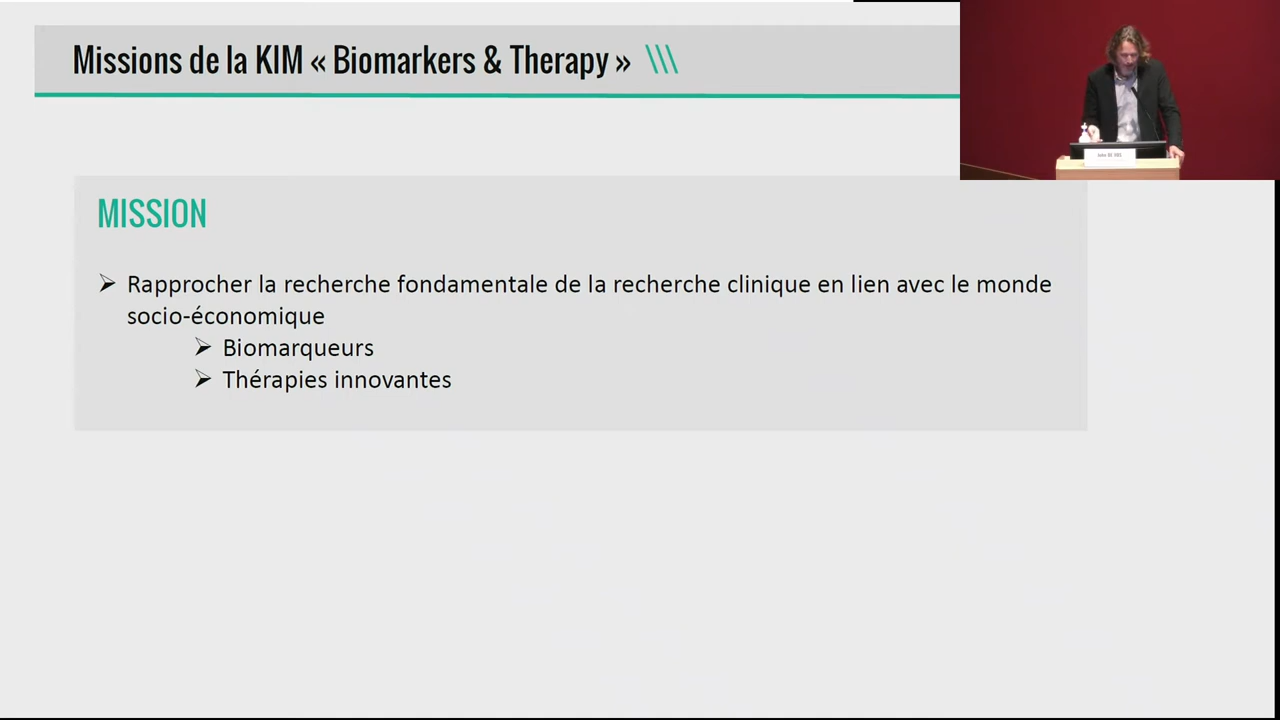 Missions de la KIM « Biomarkers & Therapy » \\\
MISSION
➢ Rapprocher la recherche fondamentale de la recherche clinique en lien avec le monde
socio-économique
➢ Biomarqueurs
➢ Thérapies innovantes